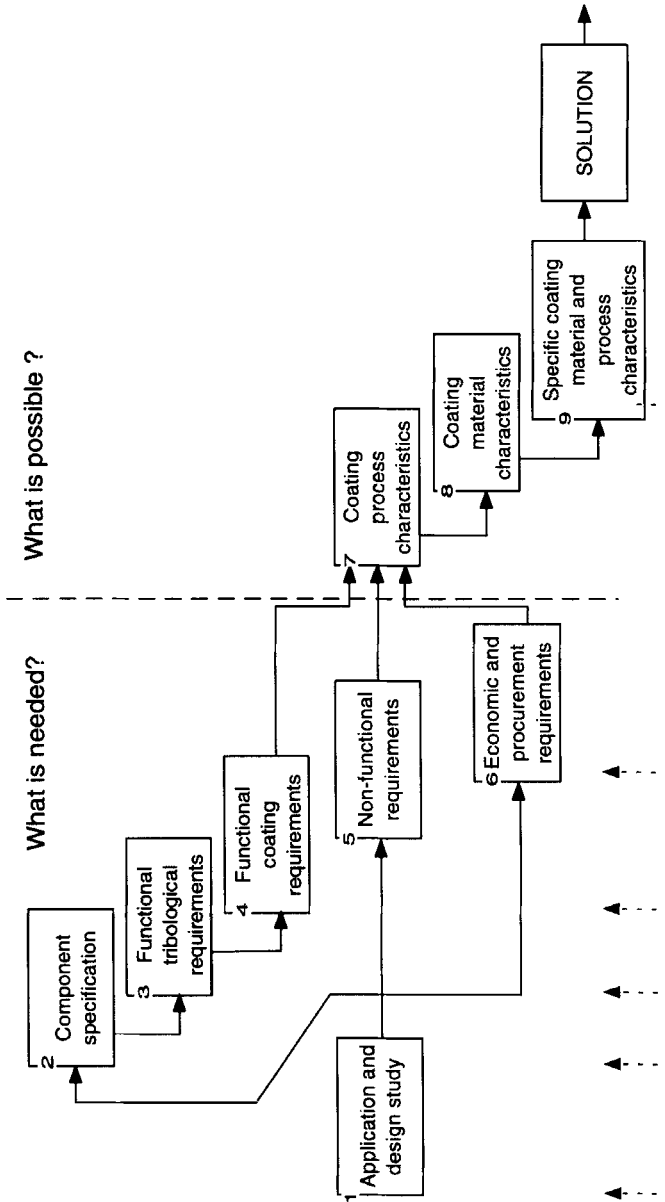 What is needed?
What is possible ?
1
Application and
design study
2
Component
specification
3
Functional
tribological
requirements
4
Functional
coating
requirements
5
Non-functional
requirements
6 Economic and
procurement
requirements
7
Coating
process
characteristics
8
Coating
material
characteristics
9
Specific coating
material and
process
characteristics
SOLUTION